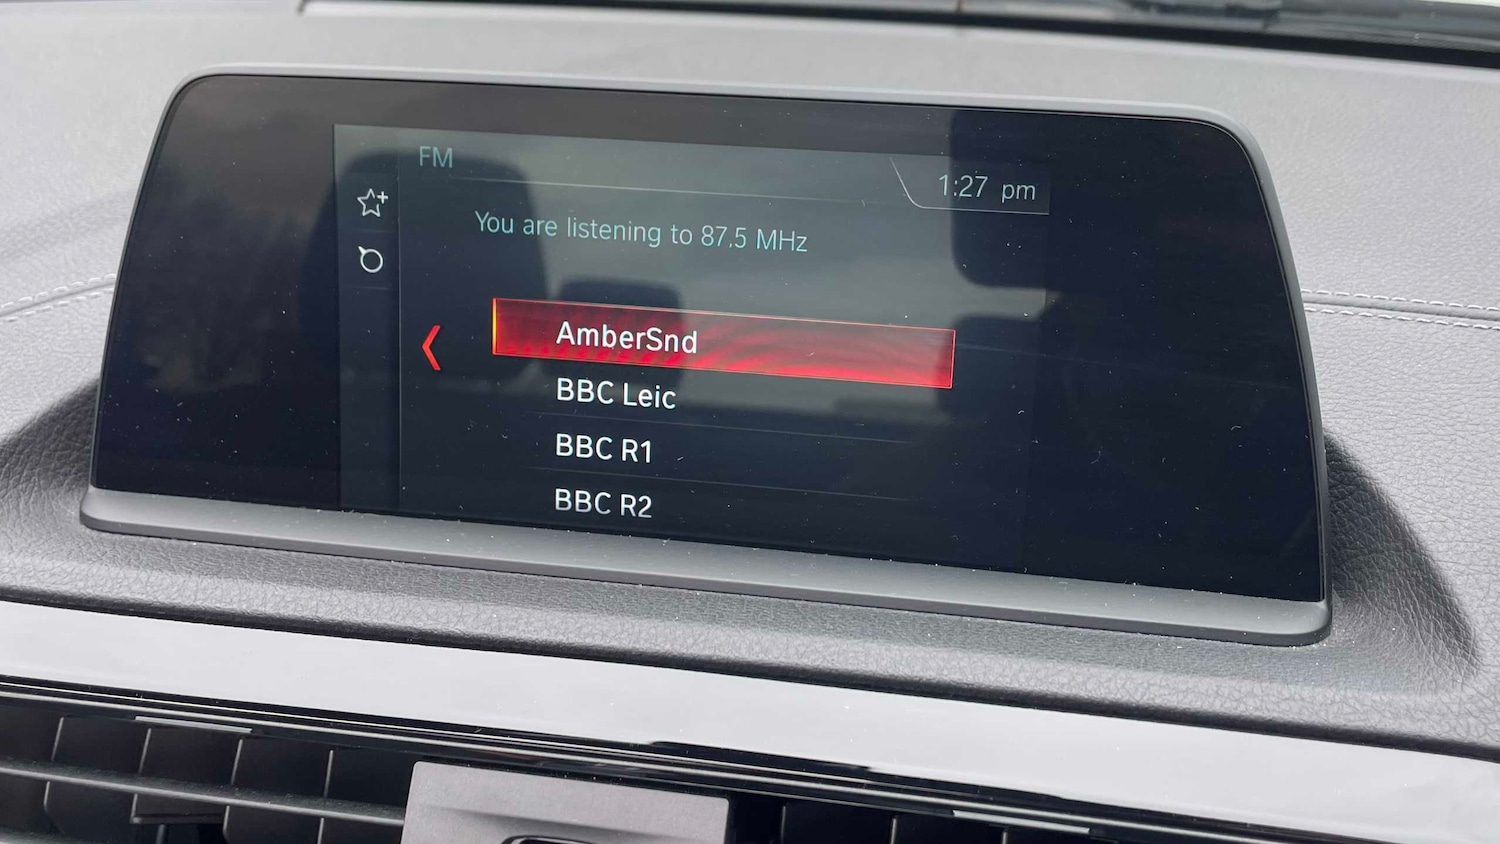 FM
1:27 pm
You are listening to 87.5 MHz
AmberSnd
BBC Leic
BBC R1
BBC R2